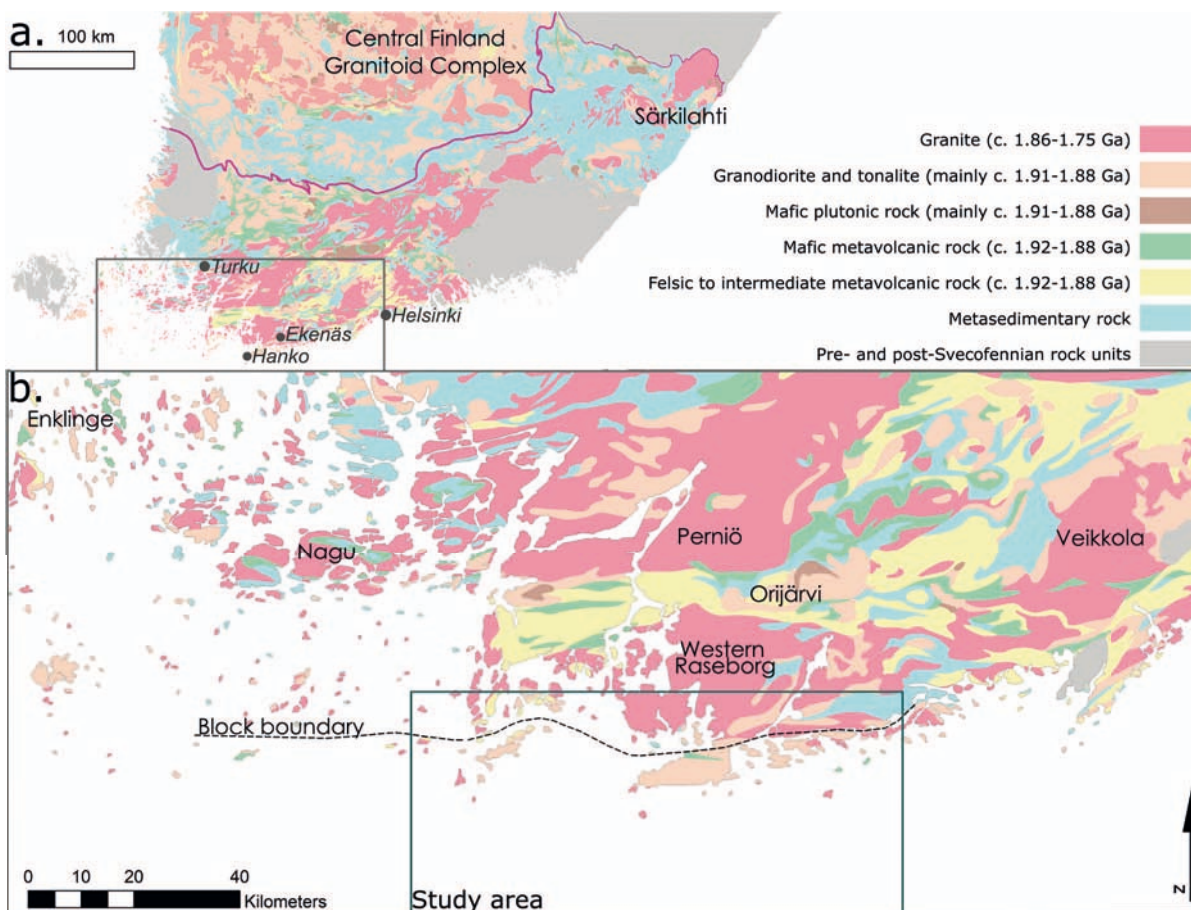 a.
100 km
Central Finland
Granitoid Complex
Särkilahti
Granite (c. 1.86-1.75 Ga)
Granodiorite and tonalite (mainly c. 1.91-1.88 Ga)
Mafic plutonic rock (mainly c. 1.91-1.88 Ga)
Mafic metavolcanic rock (c. 1.92-1.88 Ga)
Felsic to intermediate metavolcanic rock (c. 1.92-1.88 Ga)
Metasedimentary rock
Pre- and post-Svecofennian rock units
Turku
Helsinki
Ekenäs
Hanko
b.
Enklinge
Nagu
Perniö
Veikkola
Orijärvi
Western
Raseborg
Block boundary
0 5 10 20 40
Kilometers
Study area
N